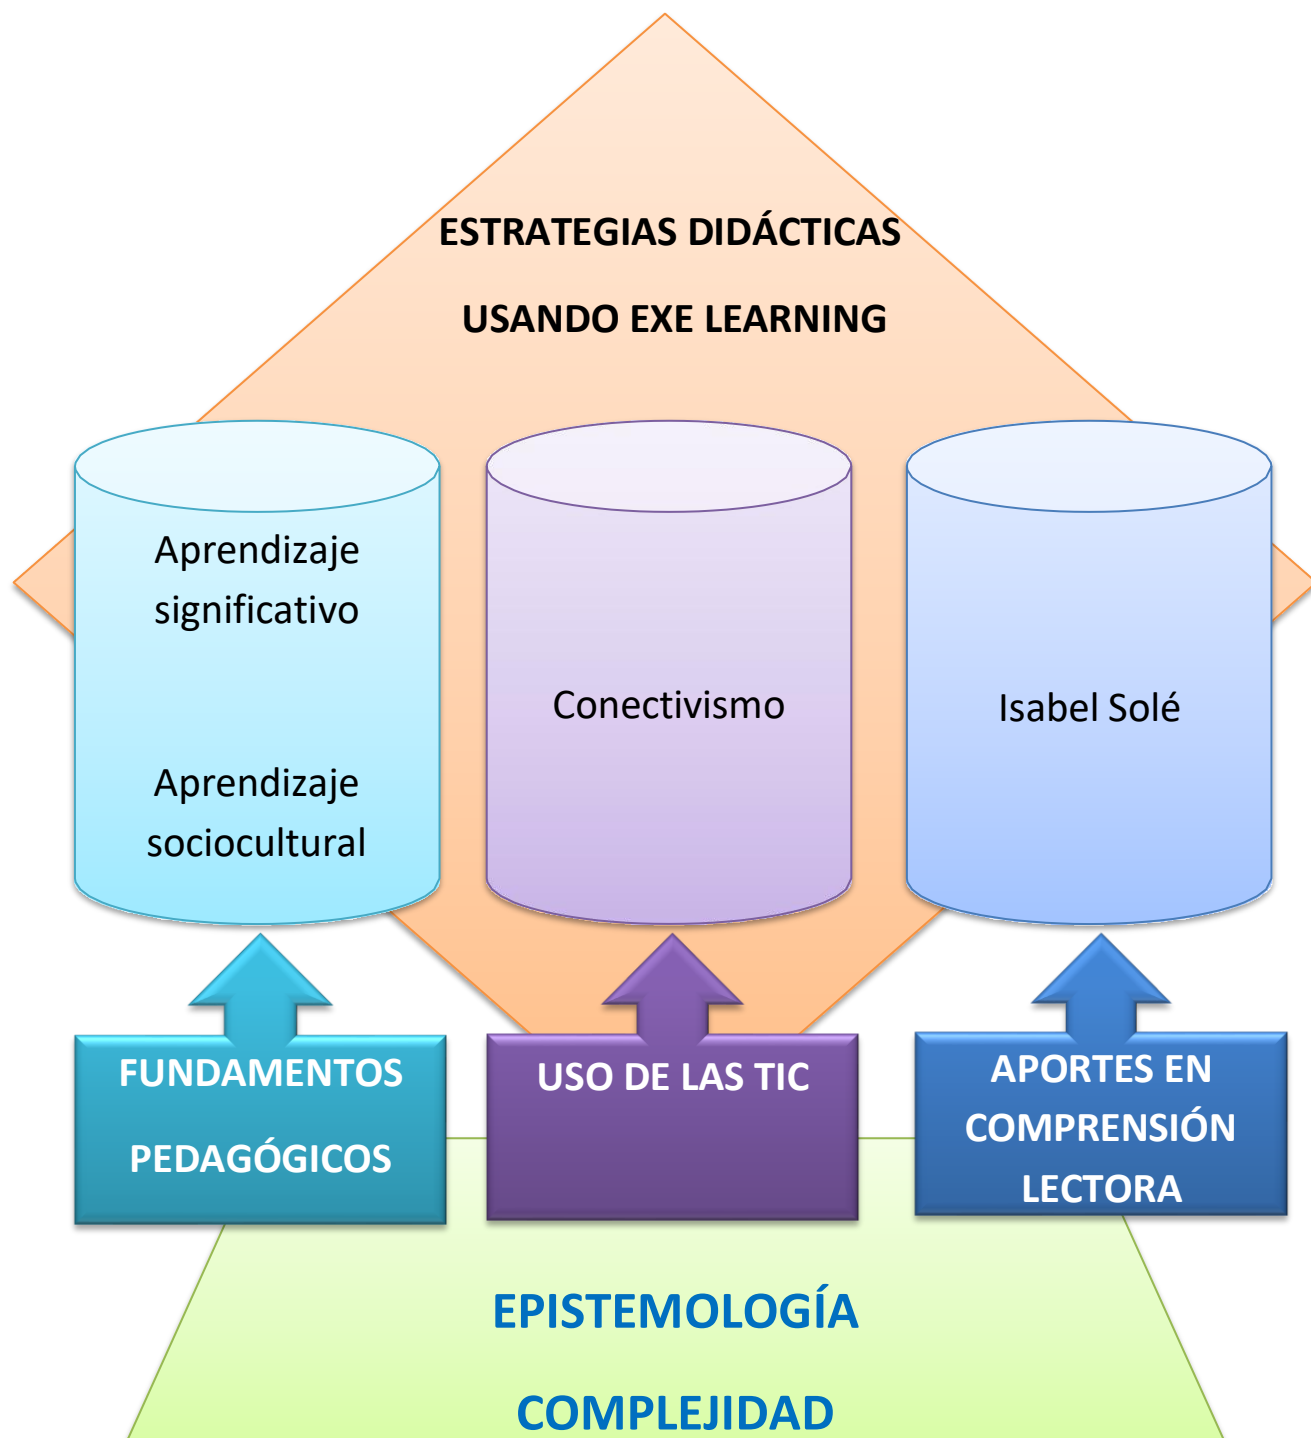 ESTRATEGIAS DIDÁCTICAS
USANDO EXE LEARNING
Aprendizaje
significativo
Aprendizaje
sociocultural
Conectivismo
Isabel Solé
FUNDAMENTOS
PEDAGÓGICOS
USO DE LAS TIC
APORTES EN
COMPRENSIÓN
LECTORA
EPISTEMOLOGÍA
COMPLEJIDAD